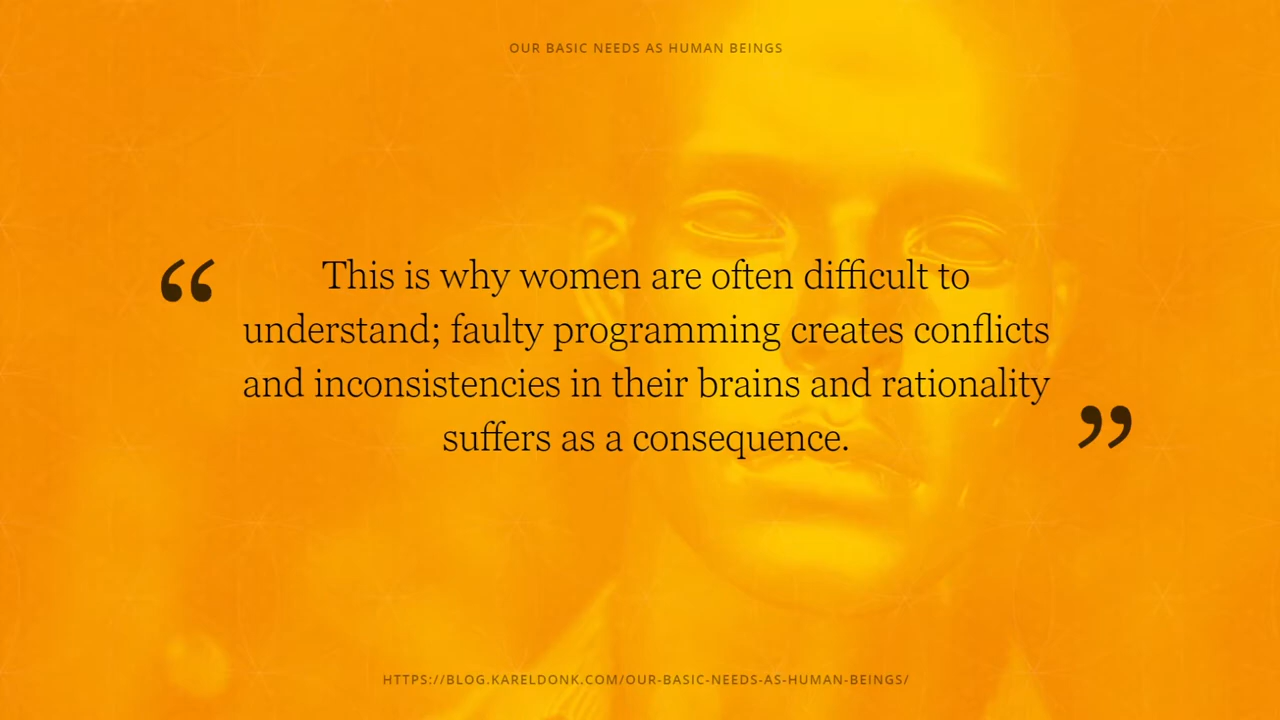 OUR BASIC NEEDS AS HUMAN BEINGS
“ This is why women are often difficult to
understand; faulty programming creates conflicts
and inconsistencies in their brains and rationality
suffers as a consequence. ”
HTTPS://BLOG.KARELDONK.COM/OUR-BASIC-NEEDS-AS-HUMAN-BEINGS/